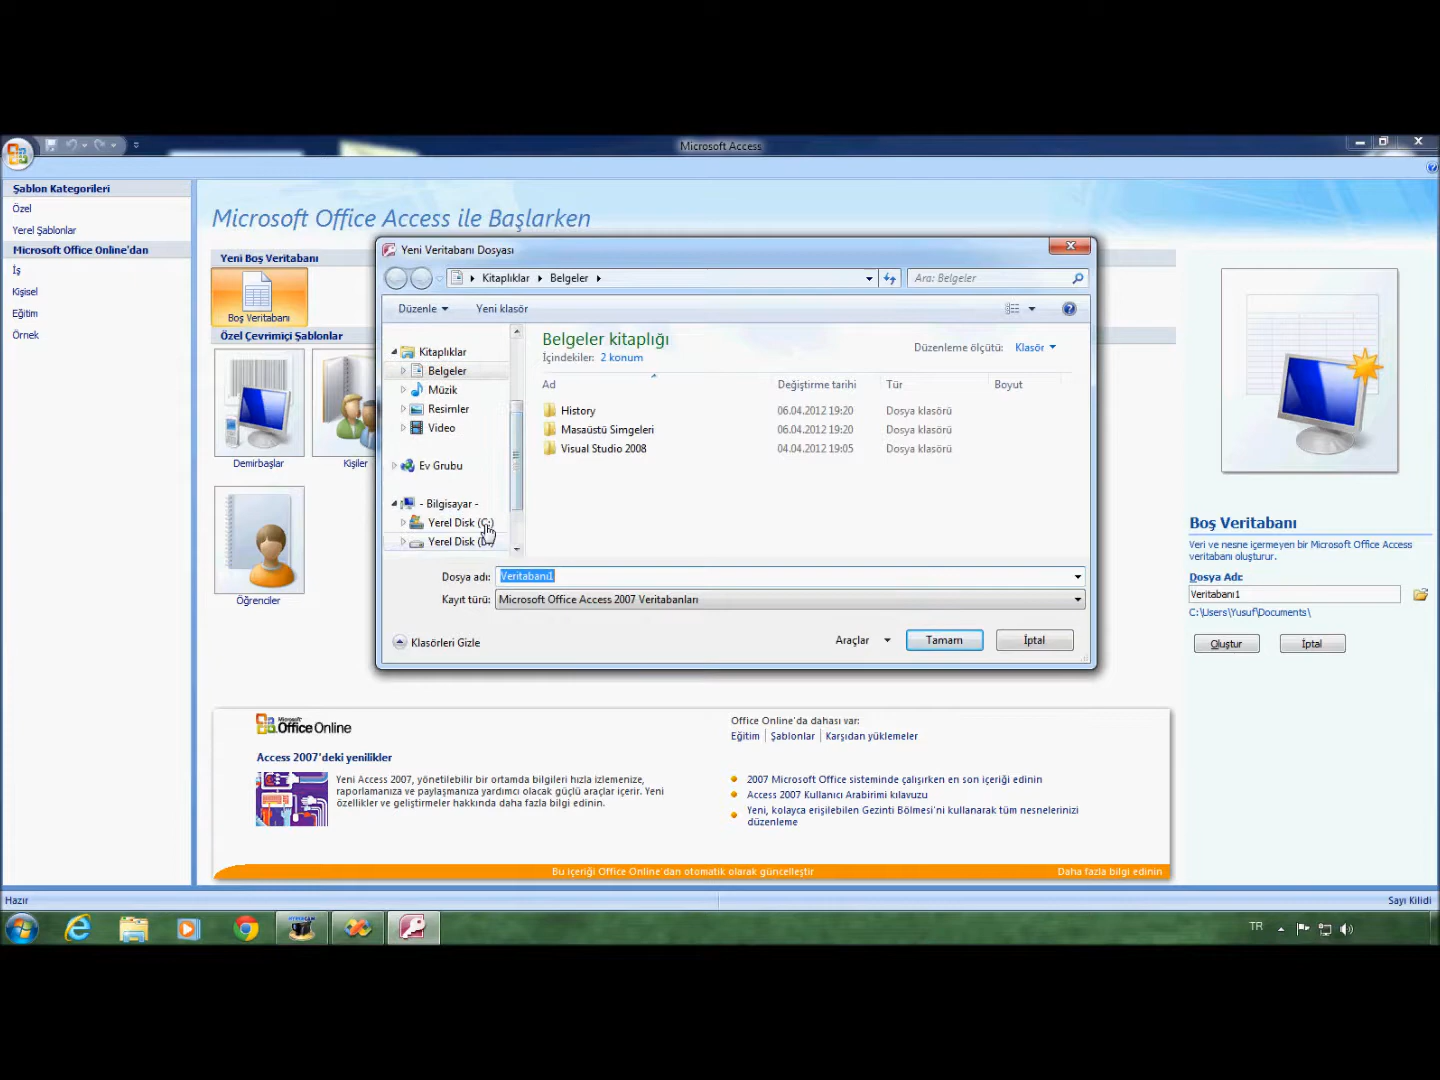 Microsoft Access
Şablon Kategorileri
Özel
Yerel Şablonlar
Microsoft Office Online'dan
İş
Kişisel
Eğitim
Örnek
Microsoft Office Access ile Başlarken
Yeni Boş Veritabanı
Boş Veritabanı
Özel Çevrimiçi Şablonlar
Demirbaşlar
Kişiler
Öğrenciler
Yeni Veritabanı Dosyası
Kitaplıklar
Belgeler
Ara: Belgeler
Düzenle
Yeni klasör
Kitaplıklar
Belgeler
Müzik
Resimler
Video
Ev Grubu
- Bilgisayar -
Yerel Disk (C:)
Yerel Disk
Belgeler kitaplığı
İçindekiler: 2 konum
Düzenleme ölçütü: Klasör
Ad Değiştirme tarihi Tür Boyut
History 06.04.2012 19:20 Dosya klasörü
Masaüstü Simgeleri 06.04.2012 19:20 Dosya klasörü
Visual Studio 2008 04.04.2012 19:05 Dosya klasörü
Dosya adı: Veritabanı1
Kayıt türü: Microsoft Office Access 2007 Veritabanları
Klasörleri Gizle
Araçlar
Tamam
İptal
Boş Veritabanı
Veri ve nesne içermeyen bir Microsoft Office Access
veritabanı oluşturur.
Dosya Adı:
Veritabanı1
C:\Users\Yusuf\Documents\
Oluştur
İptal
Microsoft
Office Online
Access 2007'deki yenilikler
Yeni Access 2007, yönetilebilir bir ortamda bilgileri hızla izlemenize,
raporlamanıza ve paylaşmanıza yardımcı olacak güçlü araçlar içerir. Yeni
özellikler ve geliştirmeler hakkında daha fazla bilgi edinin.
Office Online'da dahası var:
Eğitim | Şablonlar | Karşıdan yüklemeler
2007 Microsoft Office sisteminde çalışırken en son içeriği edinin
Access 2007 Kullanıcı Arabirimi kılavuzu
Yeni, kolayca erişilebilen Gezinti Bölmesi'ni kullanarak tüm nesnelerinizi
düzenleme
Bu içeriği Office Online'dan otomatik olarak güncelleştir
Daha fazla bilgi edinin
Hazır
Sayı Kilidi
TR